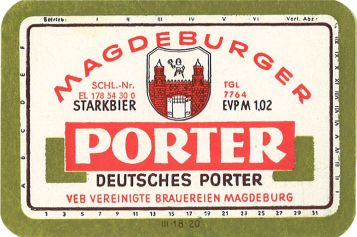 Betrieb: I II III IV V VI Verf. Abz.:
MAGDEBURGER
SCHL.-Nr. TGL
EL 178 54 30 0 7764
STARKBIER EVP M 1,02
PORTER
DEUTSCHES PORTER
VEB VEREINIGTE BRAUEREIEN MAGDEBURG
1 3 5 7 9 11 13 15 17 19 21 23 25 27 29 31
III-18-20